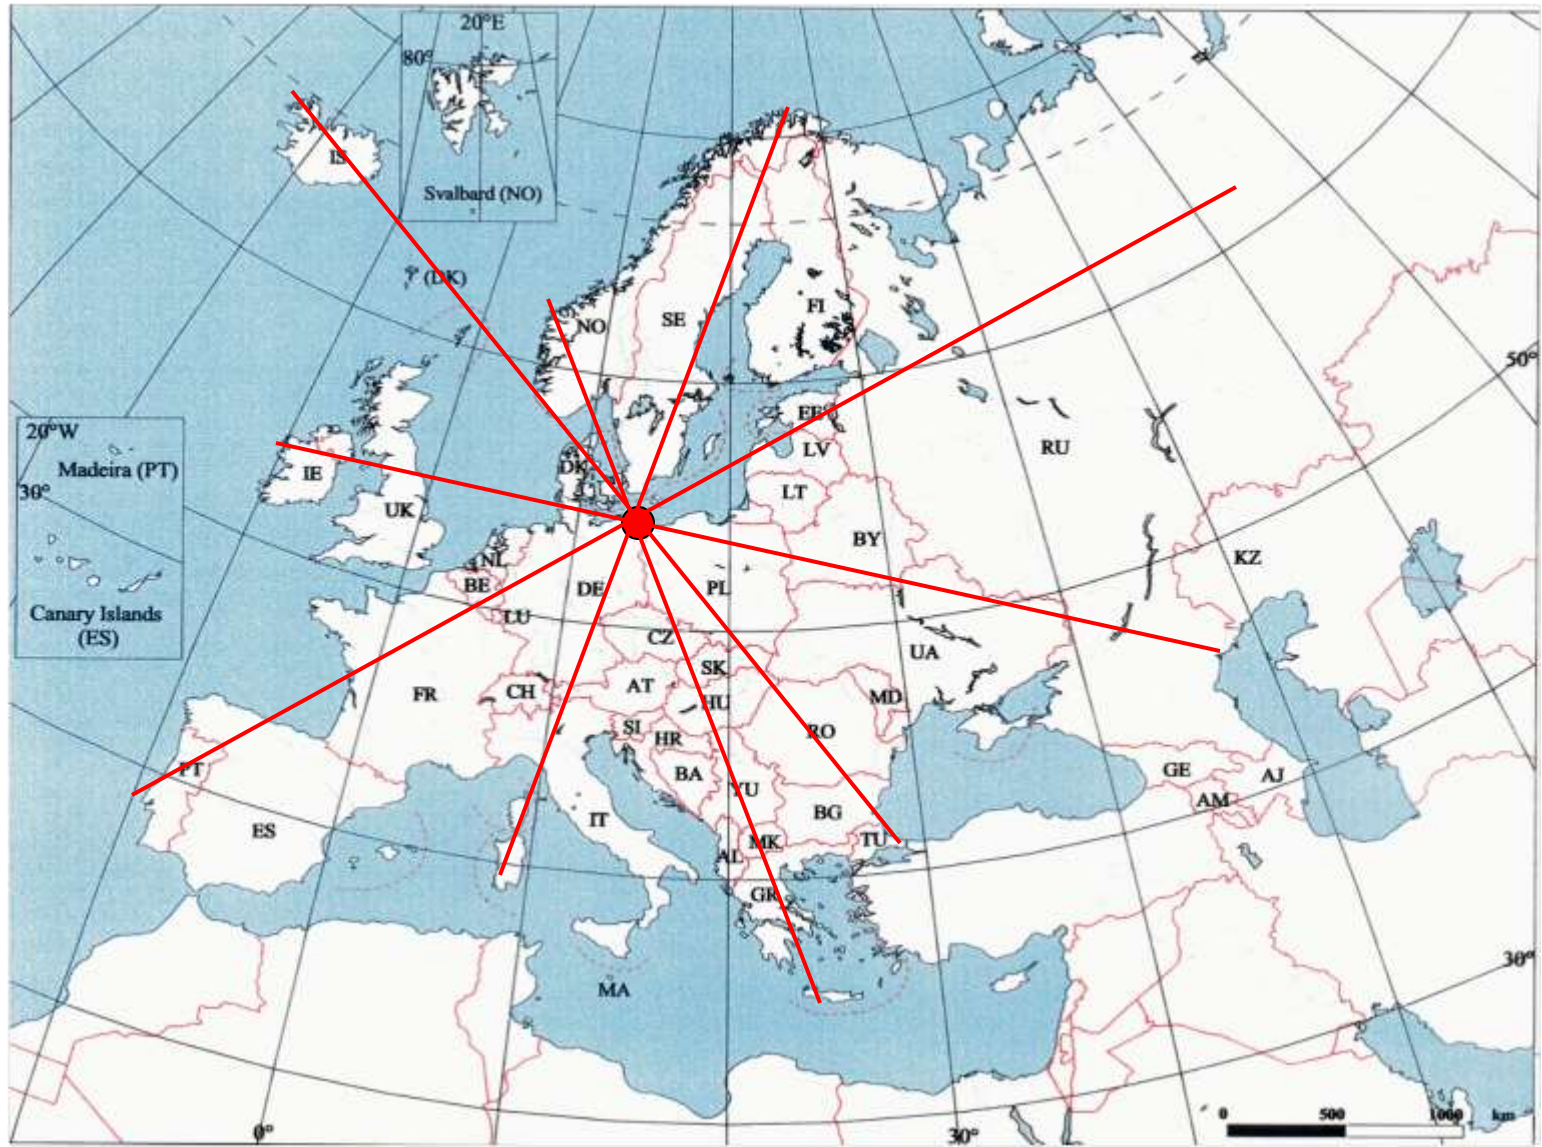 20°E
80°
Svalbard (NO)
IS
(DK)
NO
SE
FI
50°
20°W
Madeira (PT)
30°
Canary Islands
(ES)
IE
UK
DK
EE
LV
LT
RU
BY
KZ
NL
BE
LU
DE
PL
CZ
SK
UA
FR
CH
AT
HU
MD
SI
HR
RO
PT
BA
YU
GE
AJ
AM
ES
IT
BG
MK
TU
AL
GR
MA
30°
0 500 1000 km
0°
30°